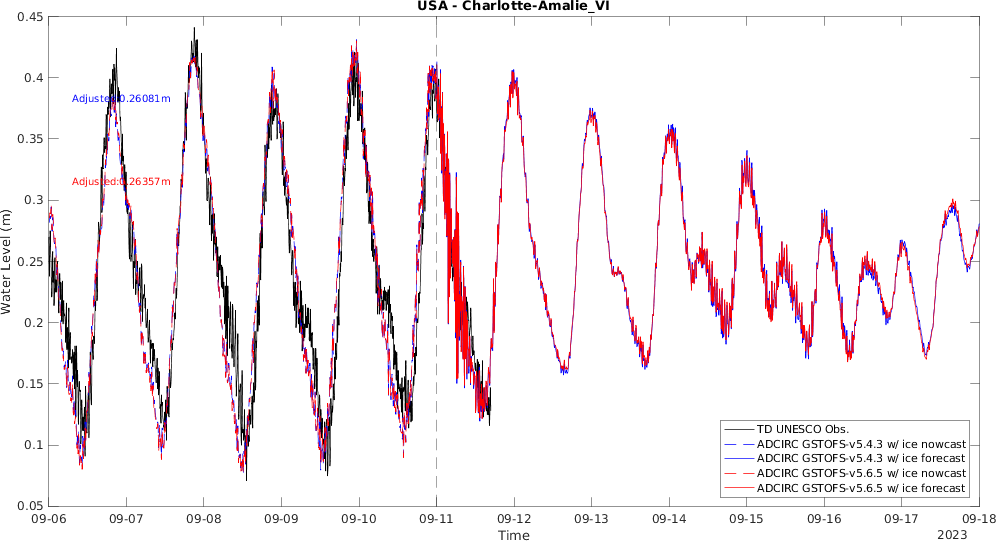 USA - Charlotte-Amalie_VI
0.45
0.4
0.35
0.3
0.25
0.2
0.15
0.1
0.05
Water Level (m)
Adjusted:0.26081m
Adjusted:0.26357m
TD UNESCO Obs.
ADCIRC GSTOFS-v5.4.3 w/ ice nowcast
ADCIRC GSTOFS-v5.4.3 w/ ice forecast
ADCIRC GSTOFS-v5.6.5 w/ ice nowcast
ADCIRC GSTOFS-v5.6.5 w/ ice forecast
09-06 09-07 09-08 09-09 09-10 09-11 09-12 09-13 09-14 09-15 09-16 09-17 09-18
Time
2023